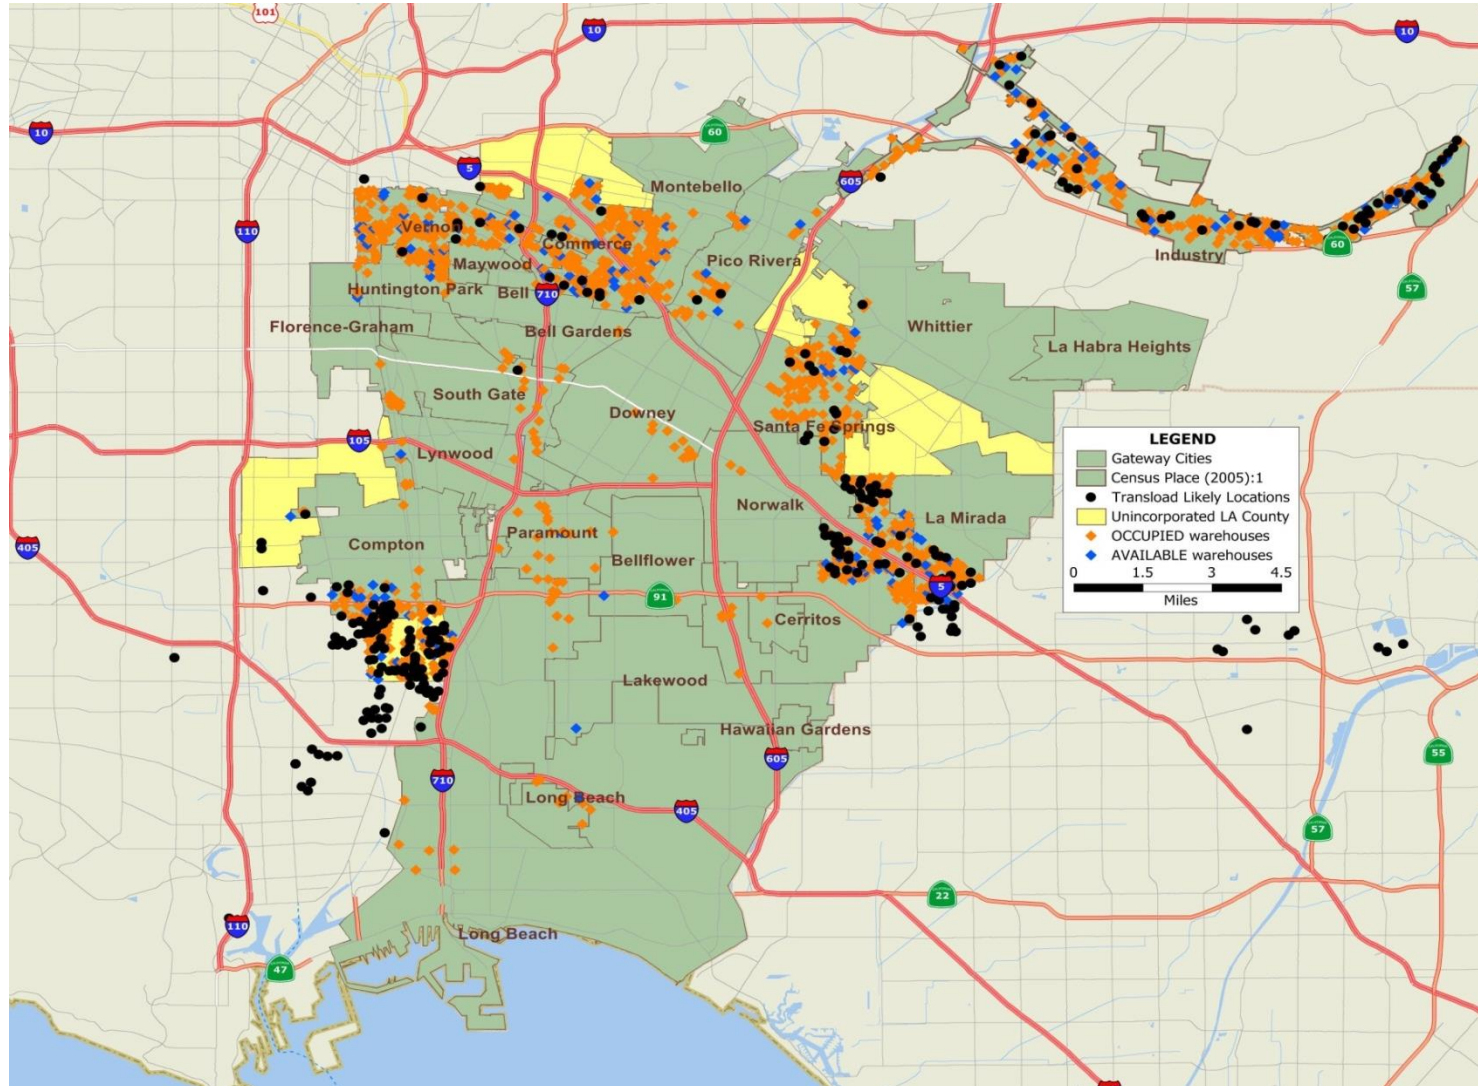 101
10
10
60
10
5
Montebello
605
110
Vernon
Commerce
Maywood
Pico Rivera
Industry
60
Huntington Park
Bell
710
57
Florence-Graham
Bell Gardens
Whittier
La Habra Heights
South Gate
Downey
Santa Fe Springs
105
Lynwood
LEGEND
Gateway Cities
Census Place (2005):1
Transload Likely Locations
Unincorporated LA County
OCCUPIED warehouses
AVAILABLE warehouses
0 1.5 3 4.5
Miles
Norwalk
La Mirada
405
Compton
Paramount
Bellflower
91
5
Cerritos
Lakewood
Hawaiian Gardens
605
55
710
Long Beach
405
57
22
110
Long Beach
47